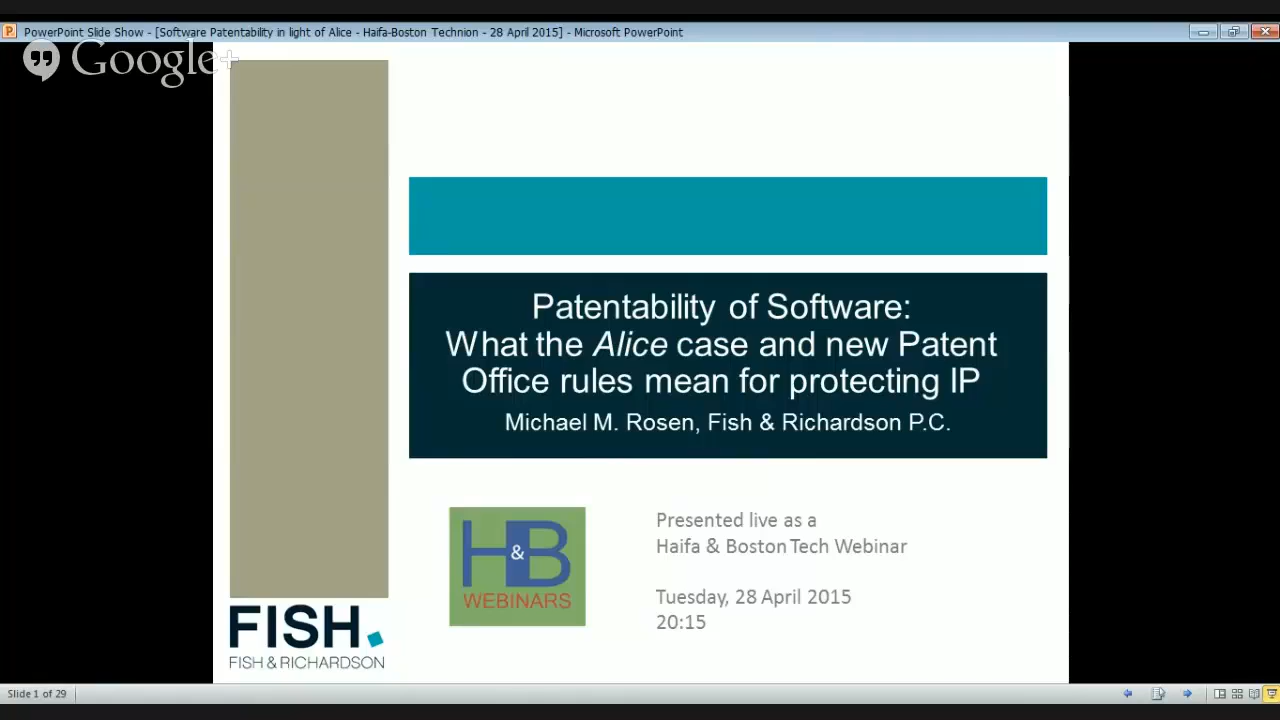 PowerPoint Slide Show - [Software Patentability in light of Alice - Haifa-Boston Technion - 28 April 2015] - Microsoft PowerPoint
Google+
Patentability of Software:
What the Alice case and new Patent
Office rules mean for protecting IP
Michael M. Rosen, Fish & Richardson P.C.
H&B
WEBINARS
Presented live as a
Haifa & Boston Tech Webinar
Tuesday, 28 April 2015
20:15
FISH
FISH & RICHARDSON
Slide 1 of 29